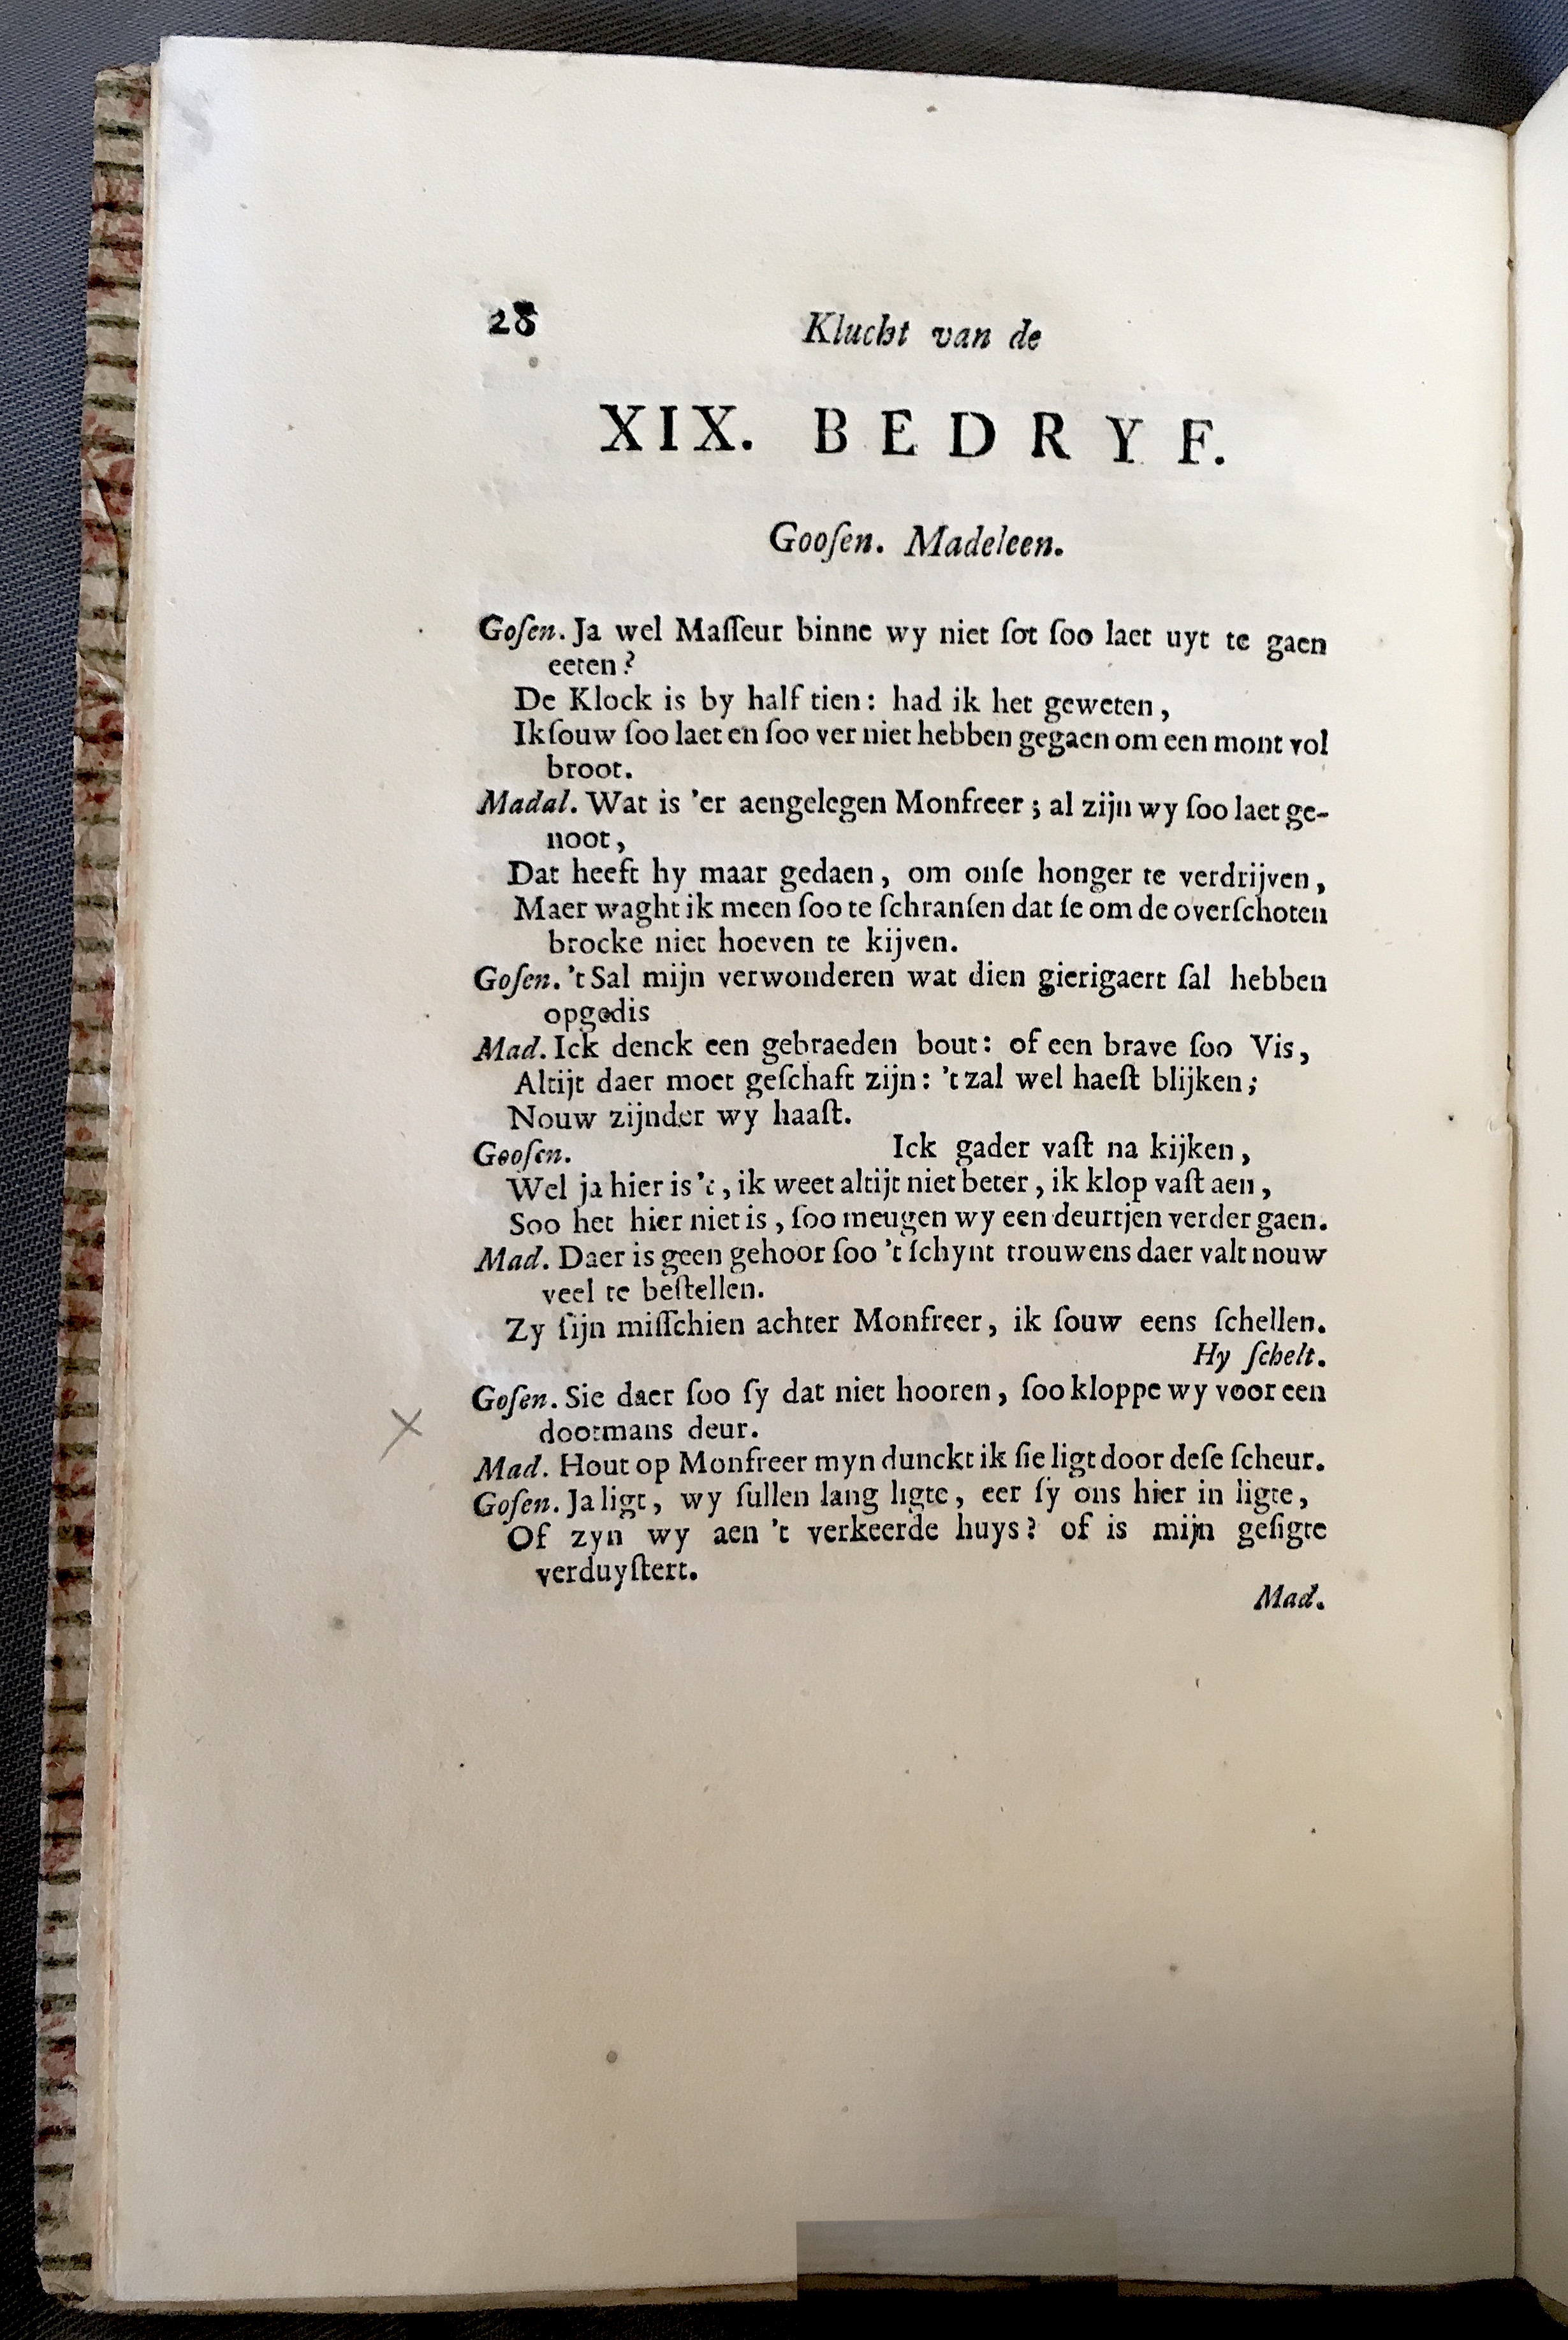 28 Klucht van de
XIX. BEDRYF.
Gooſen. Madeleen.
Goſen. Ja wel Maſſeur binne wy niet ſot ſoo laet uyt te gaen
eeten?
De Klock is by half tien: had ik het geweten,
Ik ſouw ſoo laet en ſoo ver niet hebben gegaen om een mont vol
broot.
Madal. Wat is 'er aengelegen Monfreer; al zijn wy ſoo laet ge-
noot,
Dat heeft hy maar gedaen, om onſe honger te verdrijven,
Maer waght ik meen ſoo te ſchranſen dat ſe om de overſchoten
brocke niet hoeven te kijven.
Goſen. 't Sal mijn verwonderen wat dien gierigaert ſal hebben
opgedis
Mad. Ick denck een gebraeden bout: of een brave ſoo Vis,
Altijt daer moet geſchaft zijn: 't zal wel haeſt blijken;
Nouw zijnder wy haaſt.
Gooſen. Ick gader vaſt na kijken,
Wel ja hier is 't, ik weet altijt niet beter, ik klop vaſt aen,
Soo het hier niet is, ſoo meugen wy een deurtjen verder gaen.
Mad. Daer is geen gehoor ſoo 't ſchynt trouwens daer valt nouw
veel te beſtellen.
Zy ſijn miſſchien achter Monfreer, ik ſouw eens ſchellen.
Hy ſchelt.
Goſen. Sie daer ſoo ſy dat niet hooren, ſoo kloppe wy voor een
dootmans deur.
Mad. Hout op Monfreer myn dunckt ik ſie ligt door deſe ſcheur.
Goſen. Ja ligt, wy ſullen lang ligte, eer ſy ons hier in ligte,
Of zyn wy aen 't verkeerde huys? of is mijn geſigte
verduyſtert.
Mad.